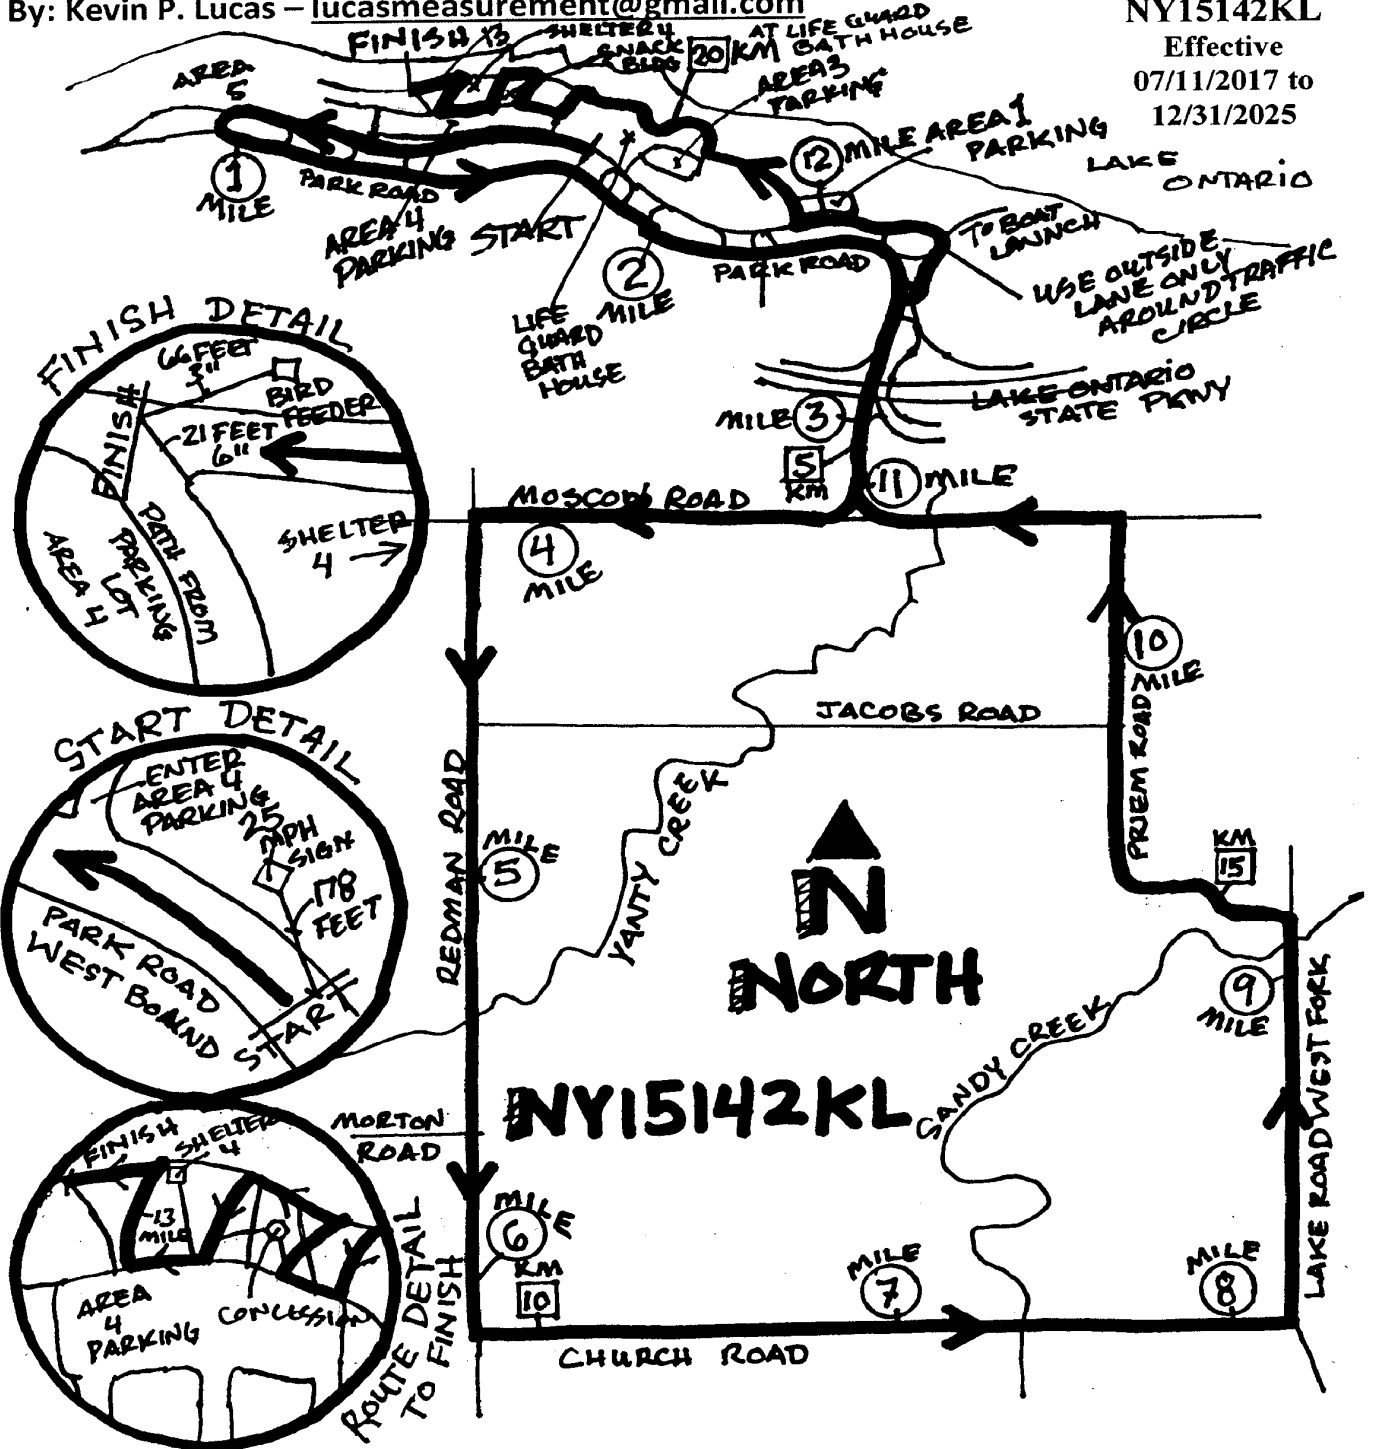 By: Kevin P. Lucas – lucasmeasurement@gmail.com
NY15142KL
Effective
07/11/2017 to
12/31/2025
FINISH
13
SHELTER 4
SNACK
BLDG
20 KM
AT LIFE GUARD
BATH HOUSE
AREA 3
PARKING
AREA
5
12 MILE
AREA 1
PARKING
LAKE
ONTARIO
1
MILE
PARK ROAD
AREA 4
PARKING
START
2
MILE
LIFE
GUARD
BATH
HOUSE
PARK ROAD
TO BOAT
LAUNCH
USE OUTSIDE
LANE ONLY
AROUND TRAFFIC
CIRCLE
LAKE ONTARIO
STATE PKWY
MILE 3
5
KM
11 MILE
MOSCOW ROAD
4
MILE
FINISH DETAIL
66 FEET
3"
BIRD
FEEDER
FINISH
21 FEET
6"
SHELTER
4
PATH FROM
PARKING
LOT
AREA 4
10
MILE
JACOBS ROAD
PRIEM ROAD
REDMAN ROAD
YANTY CREEK
MILE
5
KM
15
START DETAIL
ENTER
AREA 4
PARKING
25
MPH
SIGN
178
FEET
PARK ROAD
WEST BOUND
START
N
NORTH
NY15142KL
SANDY CREEK
9
MILE
LAKE ROAD WEST FORK
MORTON
ROAD
FINISH
SHELTER
4
13
MILE
AREA
4
PARKING
CONCESSION
ROUTE DETAIL
TO FINISH
MILE
6
KM
10
MILE
7
MILE
8
CHURCH ROAD